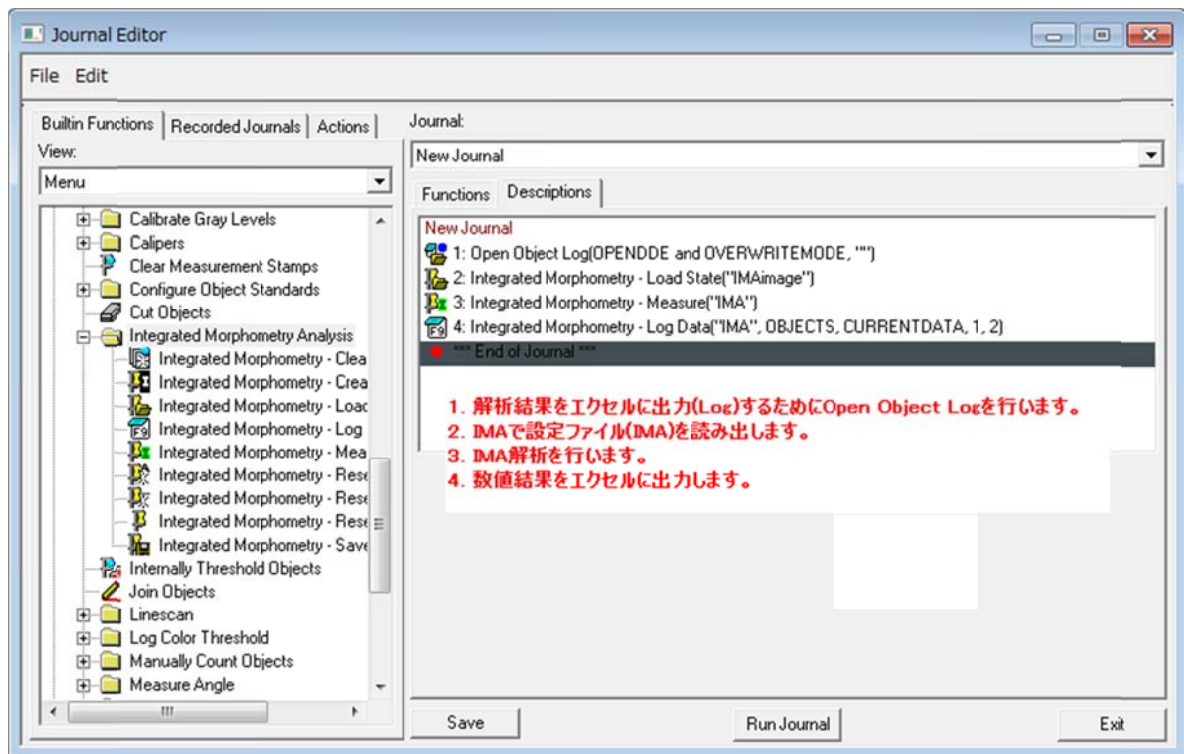 Journal Editor
File Edit
Builtin Functions Recorded Journals Actions
View:
Menu
Calibrate Gray Levels
Calipers
Clear Measurement Stamps
Configure Object Standards
Cut Objects
Integrated Morphometry Analysis
Integrated Morphometry - Clea
Integrated Morphometry - Crea
Integrated Morphometry - Load
Integrated Morphometry - Log
Integrated Morphometry - Mea
Integrated Morphometry - Rese
Integrated Morphometry - Rese
Integrated Morphometry - Rese
Integrated Morphometry - Save
Internally Threshold Objects
Join Objects
Linescan
Log Color Threshold
Manually Count Objects
Measure Angle
Journal:
New Journal
Functions Descriptions
New Journal
1: Open Object Log(OPENDDE and OVERWRITEMODE, "")
2: Integrated Morphometry - Load State("IMAimage")
3: Integrated Morphometry - Measure("IMA")
4: Integrated Morphometry - Log Data("IMA", OBJECTS, CURRENTDATA, 1, 2)
*** End of Journal ***
1. 解析結果をエクセルに出力(Log)するためにOpen Object Logを行います。
2. IMAで設定ファイル(IMA)を読み出します。
3. IMA解析を行います。
4. 数値結果をエクセルに出力します。
Save Run Journal Exit